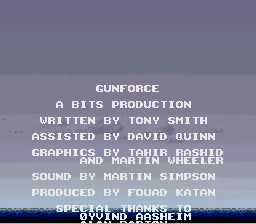 GUNFORCE
A BITS PRODUCTION
WRITTEN BY TONY SMITH
ASSISTED BY DAVID QUINN
GRAPHICS BY TAHIR RASHID
AND MARTIN WHEELER
SOUND BY MARTIN SIMPSON
PRODUCED BY FOUAD KATAN
SPECIAL THANKS TO
ØYVIND AASHEIM